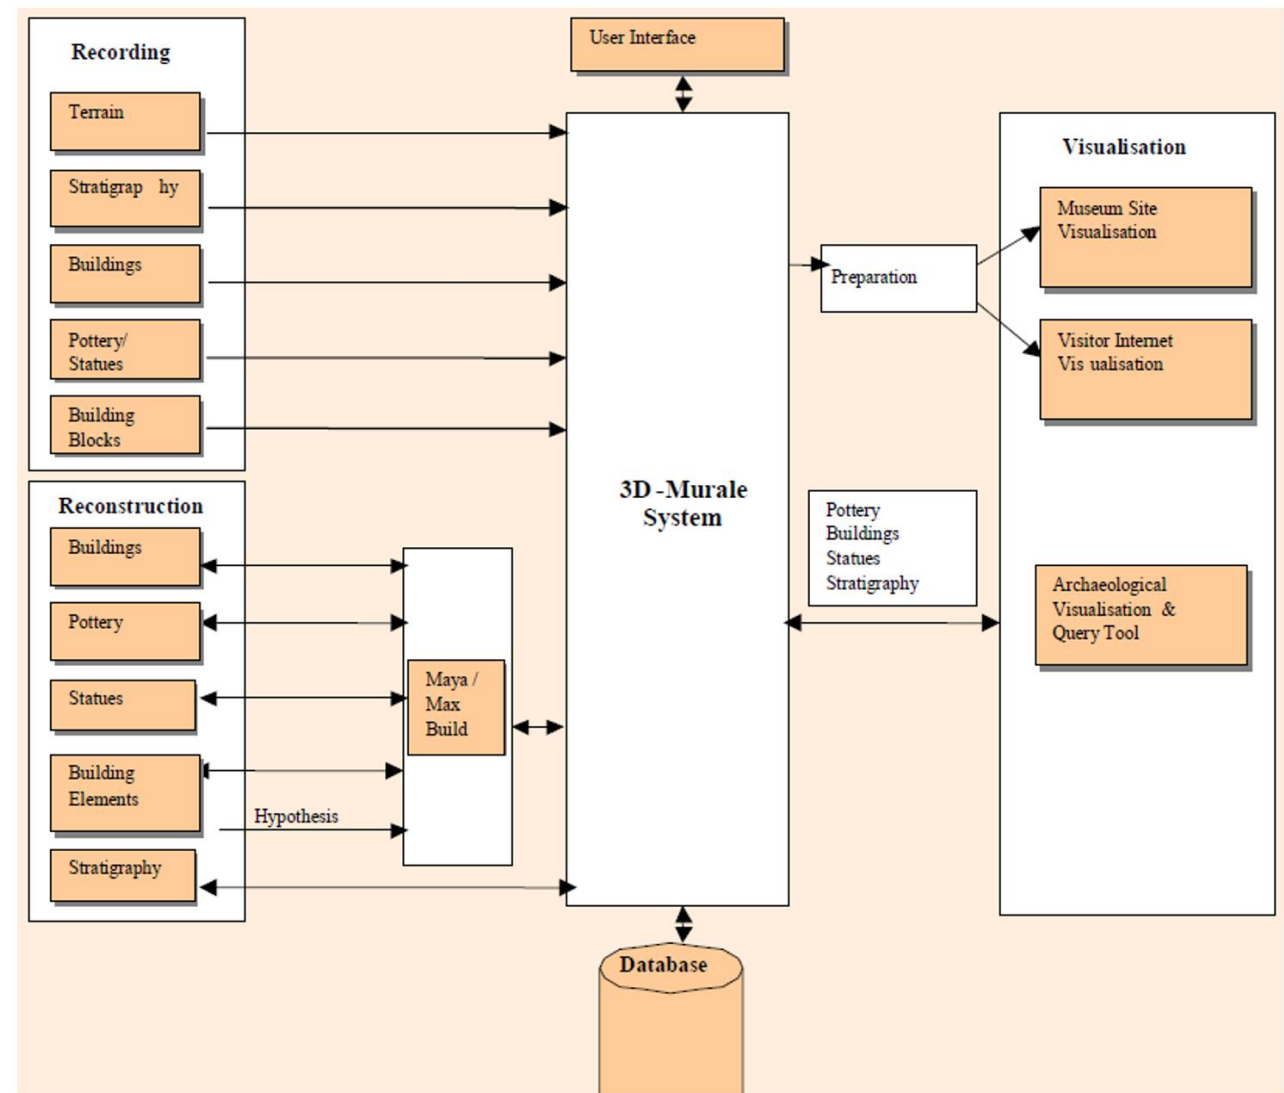 Recording
Terrain
Stratigrap hy
Buildings
Pottery/
Statues
Building
Blocks
Reconstruction
Buildings
Pottery
Statues
Building
Elements
Hypothesis
Stratigraphy
Maya /
Max
Build
User Interface
3D -Murale
System
Database
Preparation
Pottery
Buildings
Statues
Stratigraphy
Visualisation
Museum Site
Visualisation
Visitor Internet
Vis ualisation
Archaeological
Visualisation &
Query Tool